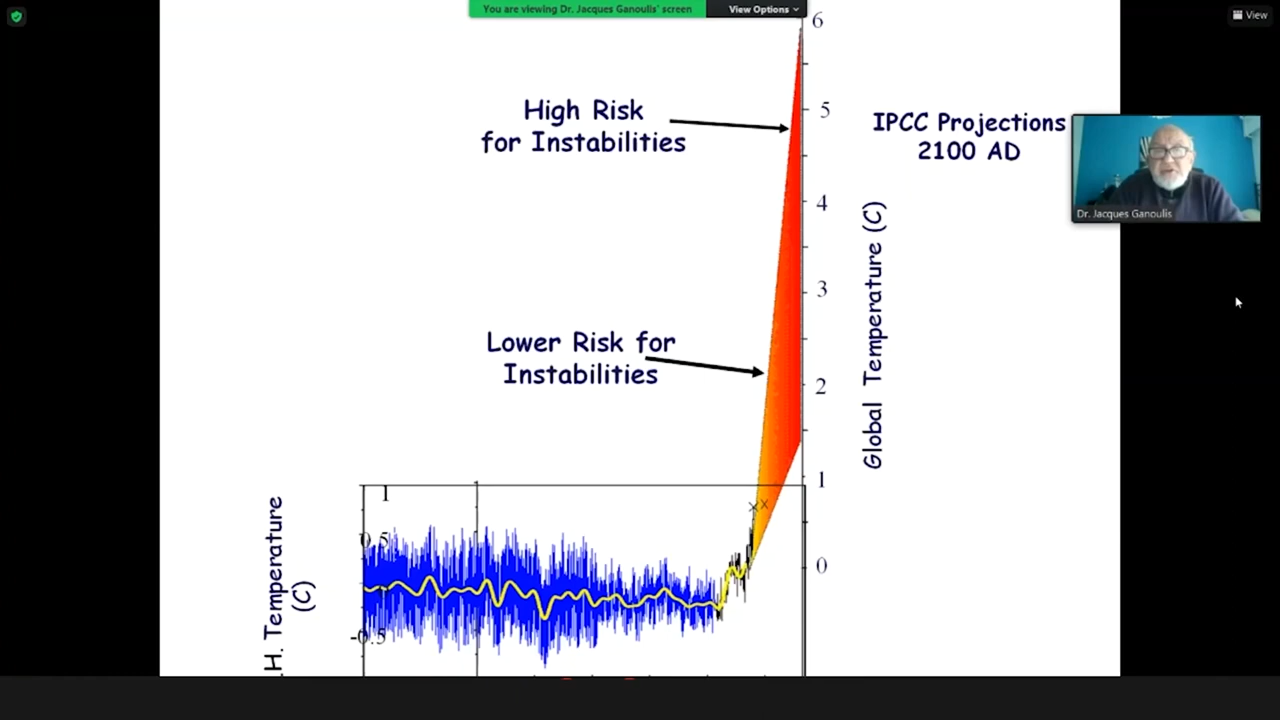 You are viewing Dr. Jacques Ganoulis' screen
View Options
View
6
High Risk
for Instabilities
5
IPCC Projections
2100 AD
Dr. Jacques Ganoulis
4
Global Temperature (C)
3
Lower Risk for
Instabilities
2
1
1
0.5
0
-0.5
.H. Temperature
(C)